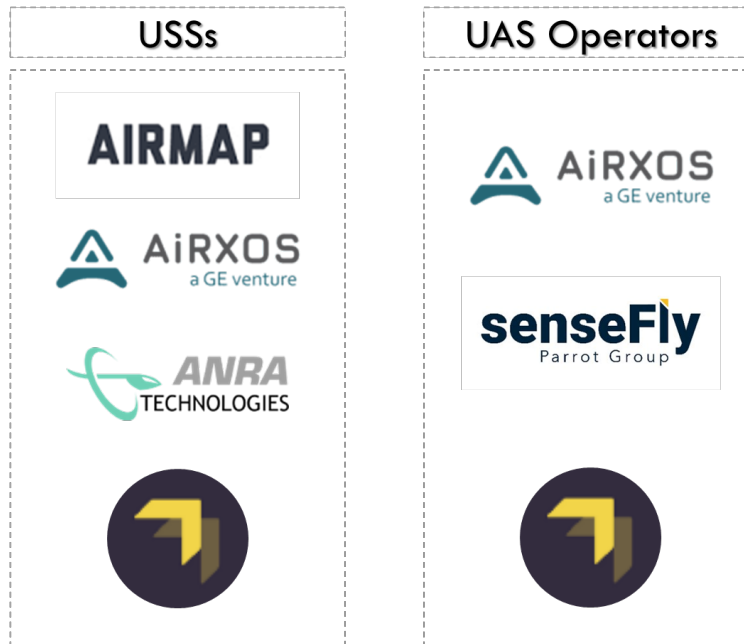 USSs
AIRMAP
AiRXOS
a GE venture
ANRA
TECHNOLOGIES
UAS Operators
AiRXOS
a GE venture
senseFly
Parrot Group